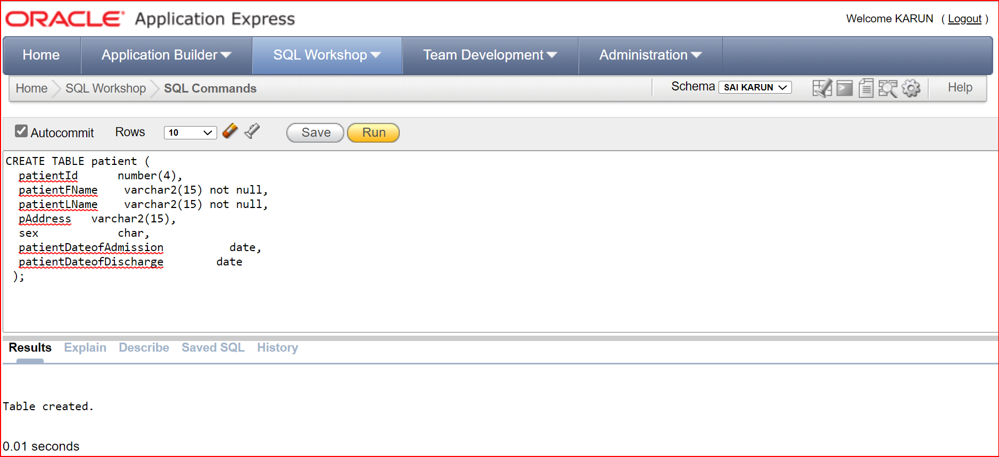 ORACLE Application Express
Welcome KARUN ( Logout )
Home Application Builder SQL Workshop Team Development Administration
Home SQL Workshop SQL Commands Schema SAI KARUN Help
Autocommit Rows 10 Save Run
CREATE TABLE patient (
patientId number(4),
patientFName varchar2(15) not null,
patientLName varchar2(15) not null,
pAddress varchar2(15),
sex char,
patientDateofAdmission date,
patientDateofDischarge date
);
Results Explain Describe Saved SQL History
Table created.
0.01 seconds